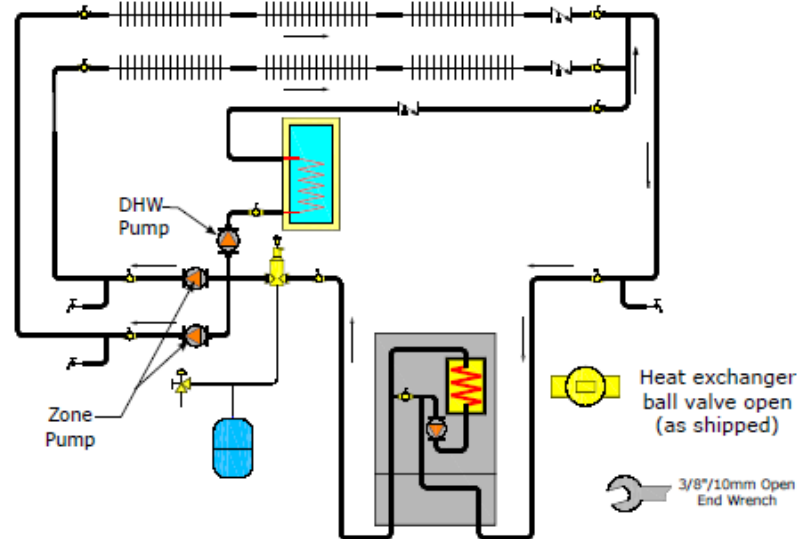 DHW
Pump
Zone
Pump
Heat exchanger
ball valve open
(as shipped)
3/8"/10mm Open
End Wrench